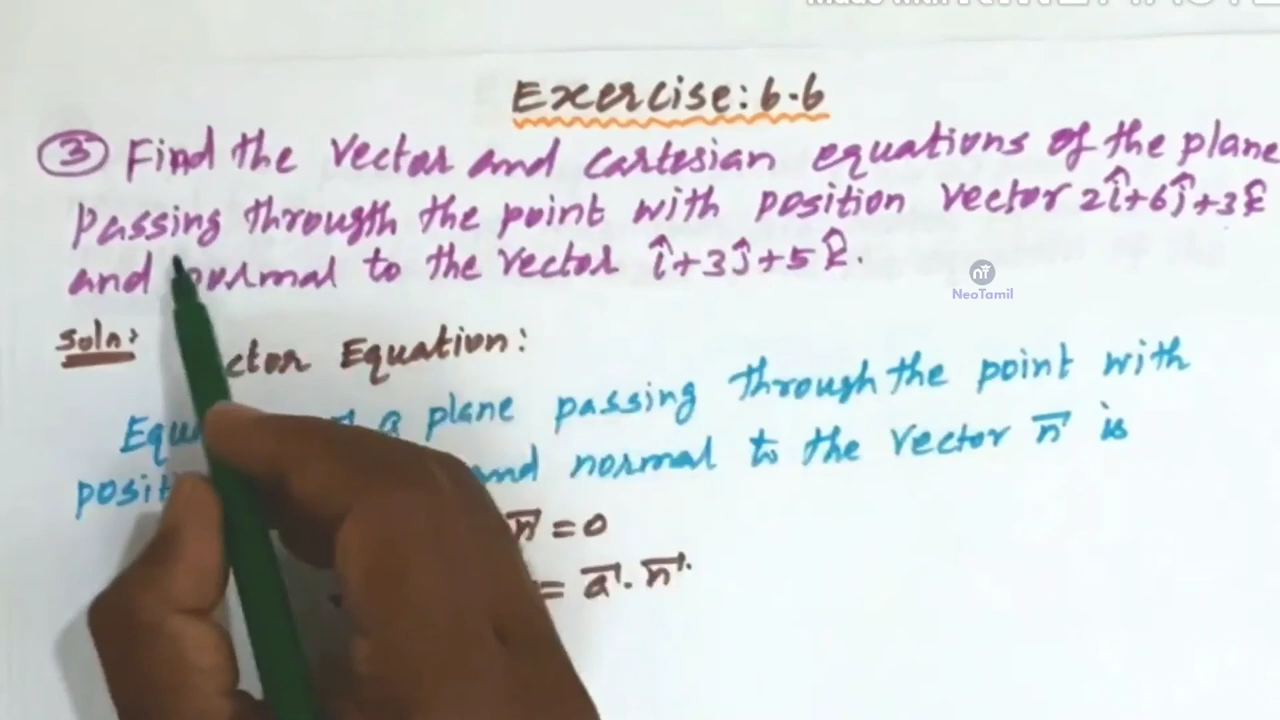 Exercise: 6.6
③ Find the vector and cartesian equations of the plane
passing through the point with position vector 2î+6ĵ+3k̂
and normal to the vector î+3ĵ+5k̂.
NeoTamil
Soln: Equation:
a plane passing through the point with
and normal to the vector n⃗ is
n⃗ = 0
= a⃗ . n⃗.